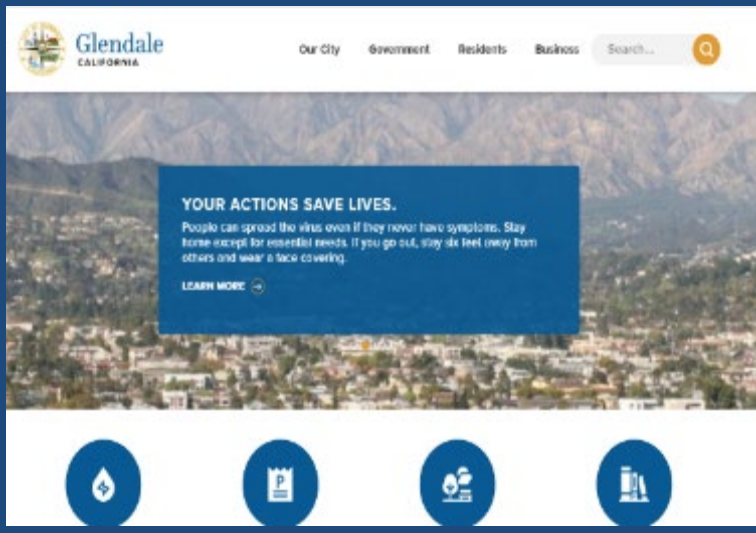 Glendale
CALIFORNIA
Our City
Government
Residents
Business
Search...
YOUR ACTIONS SAVE LIVES.
People can spread the virus even if they never have symptoms. Stay
home except for essential needs. If you go out, stay six feet away from
others and wear a face covering.
LEARN MORE
P